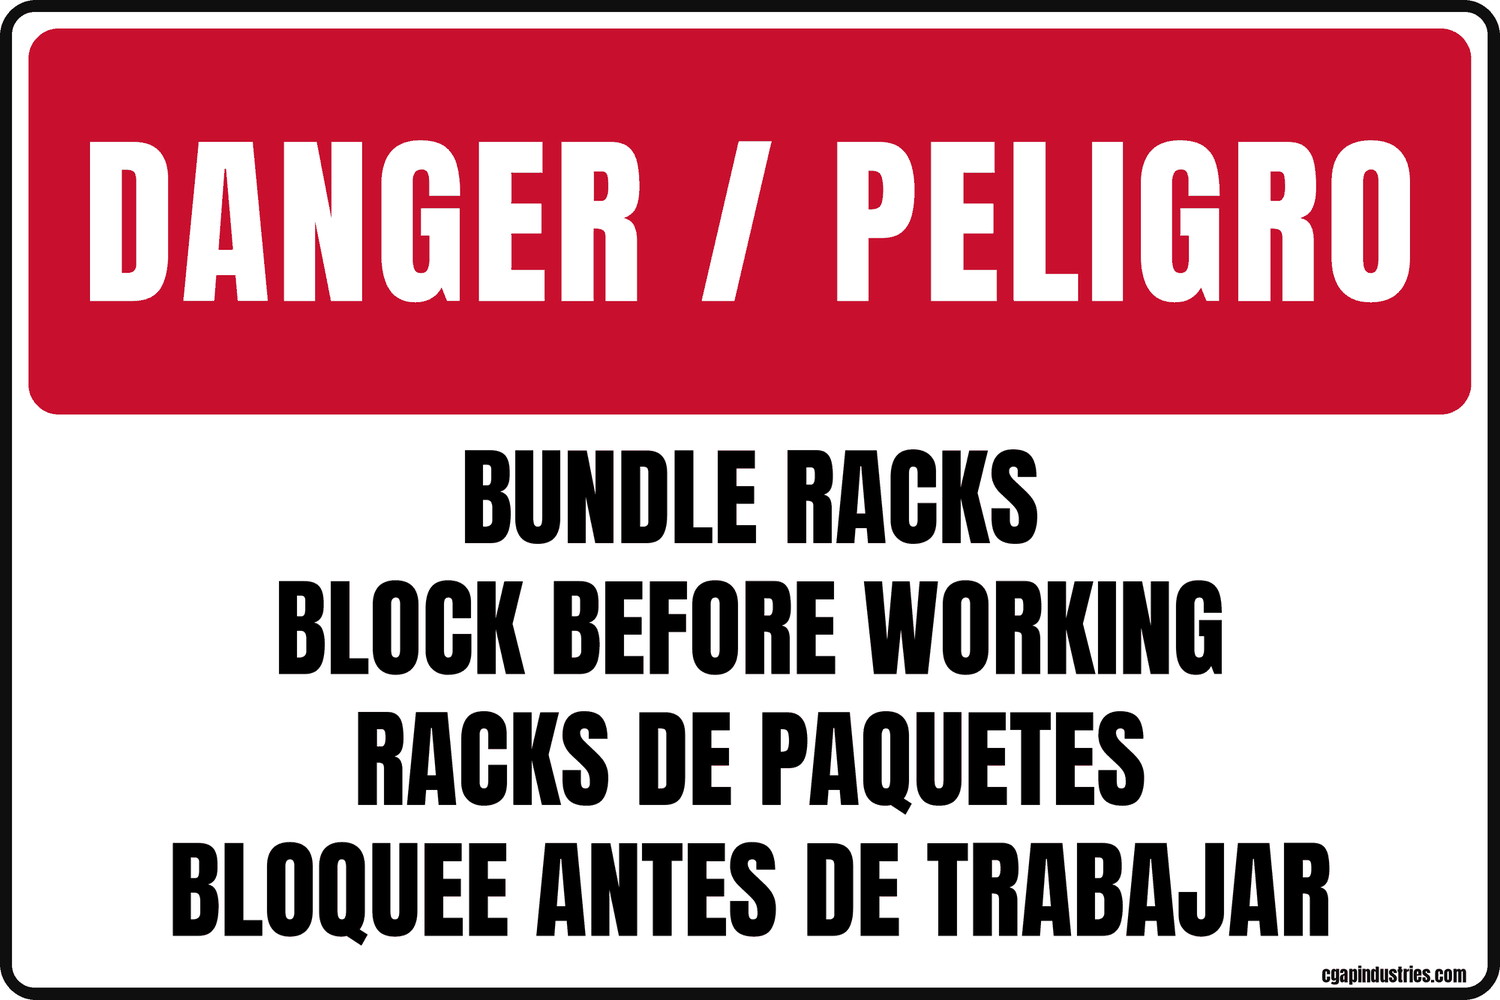 DANGER / PELIGRO
BUNDLE RACKS
BLOCK BEFORE WORKING
RACKS DE PAQUETES
BLOQUEE ANTES DE TRABAJAR
cgapindustries.com